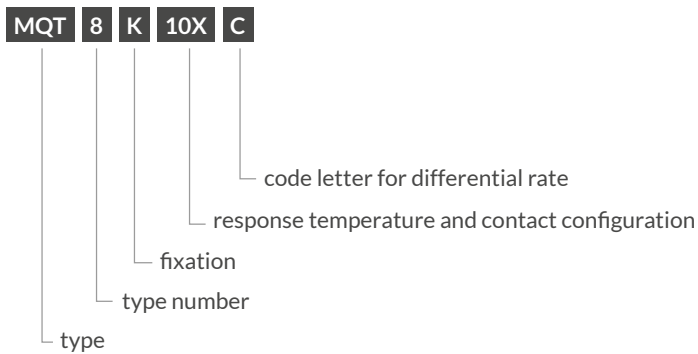 MQT 8 K 10X C
code letter for differential rate
response temperature and contact configuration
fixation
type number
type